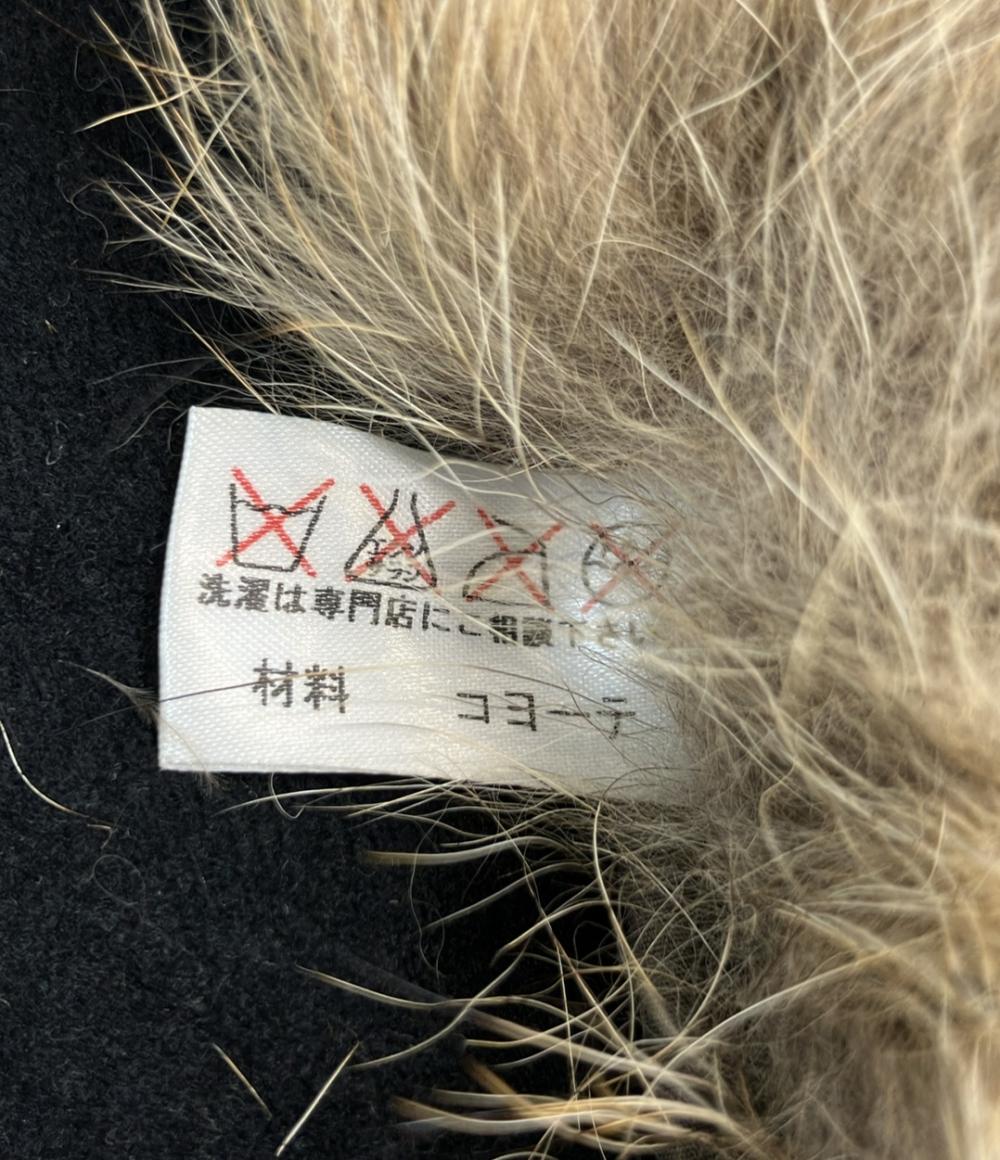 洗濯は専門店にご相談下さい
材料 コヨーテ